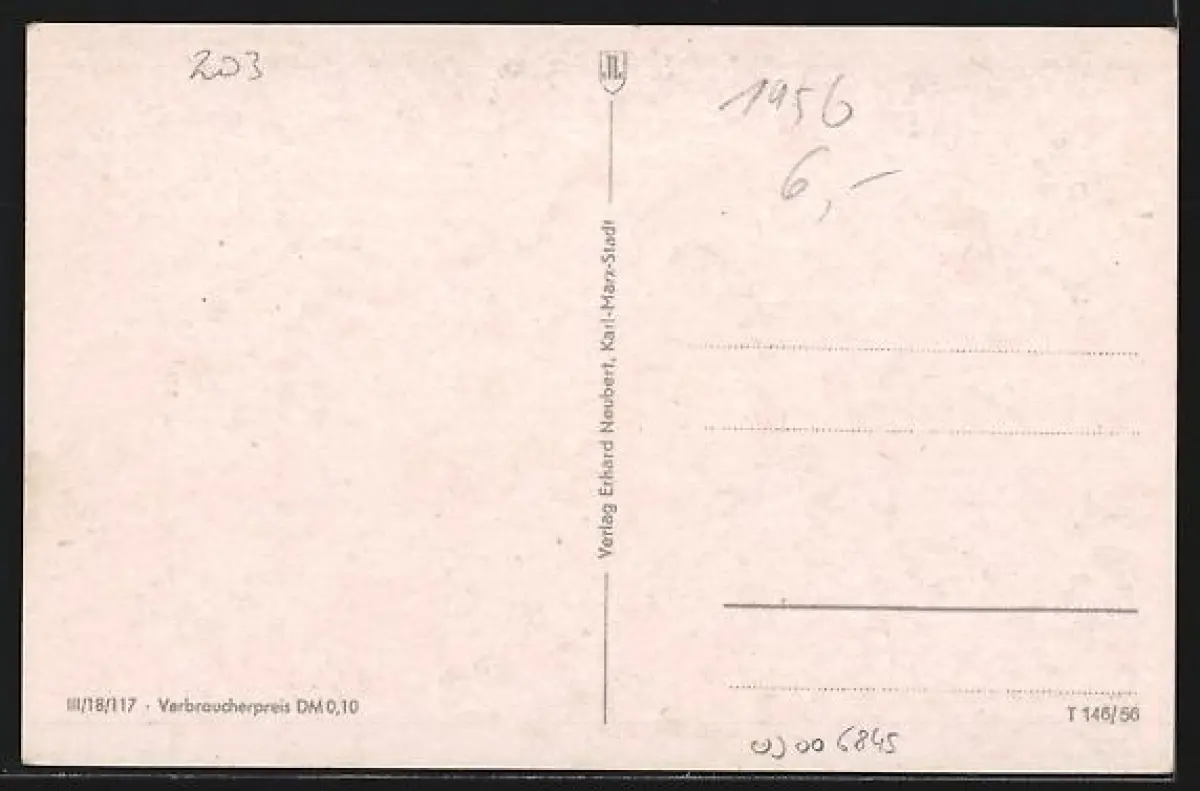 203
1956
6,-
Verlag Erhard Neubert, Karl-Marx-Stadt
III/18/117 · Verbraucherpreis DM 0,10
T 146/56
6845